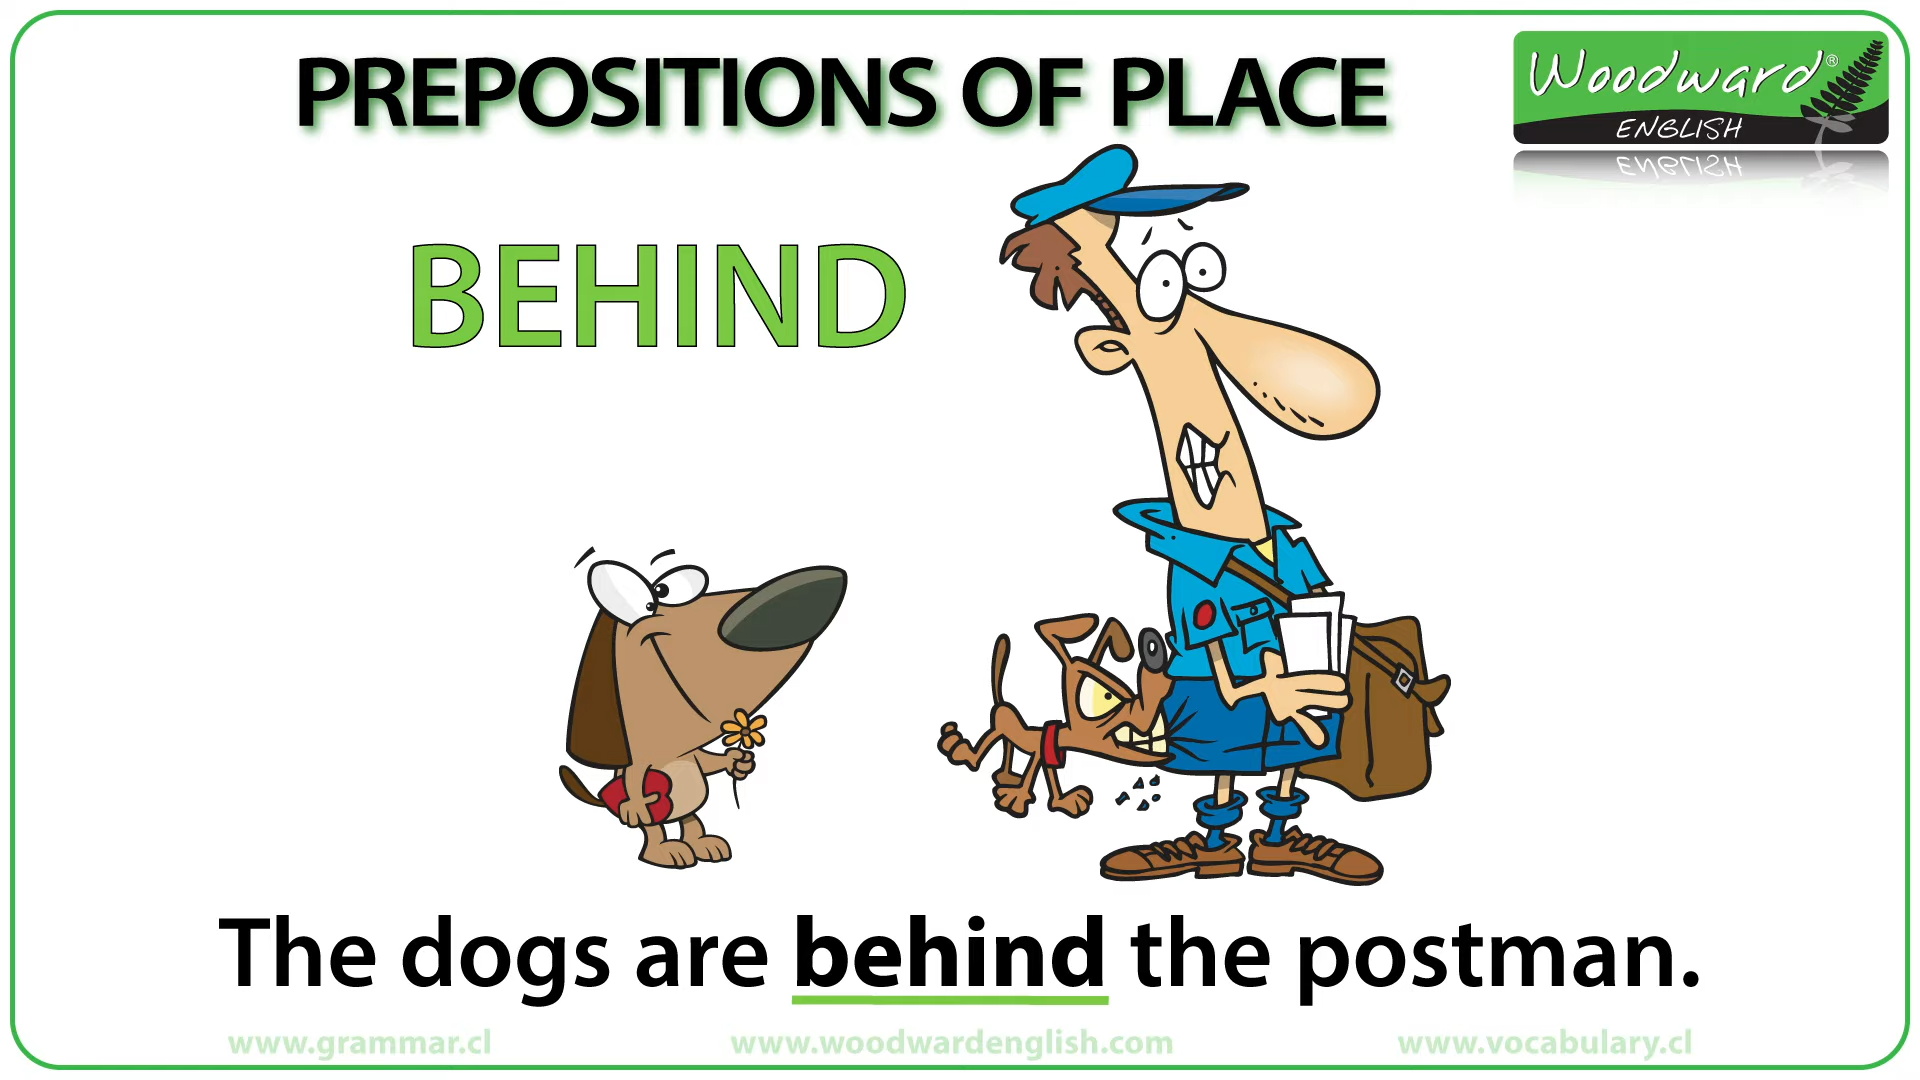 PREPOSITIONS OF PLACE
Woodward®
ENGLISH
BEHIND
The dogs are behind the postman.
www.grammar.cl
www.woodwardenglish.com
www.vocabulary.cl